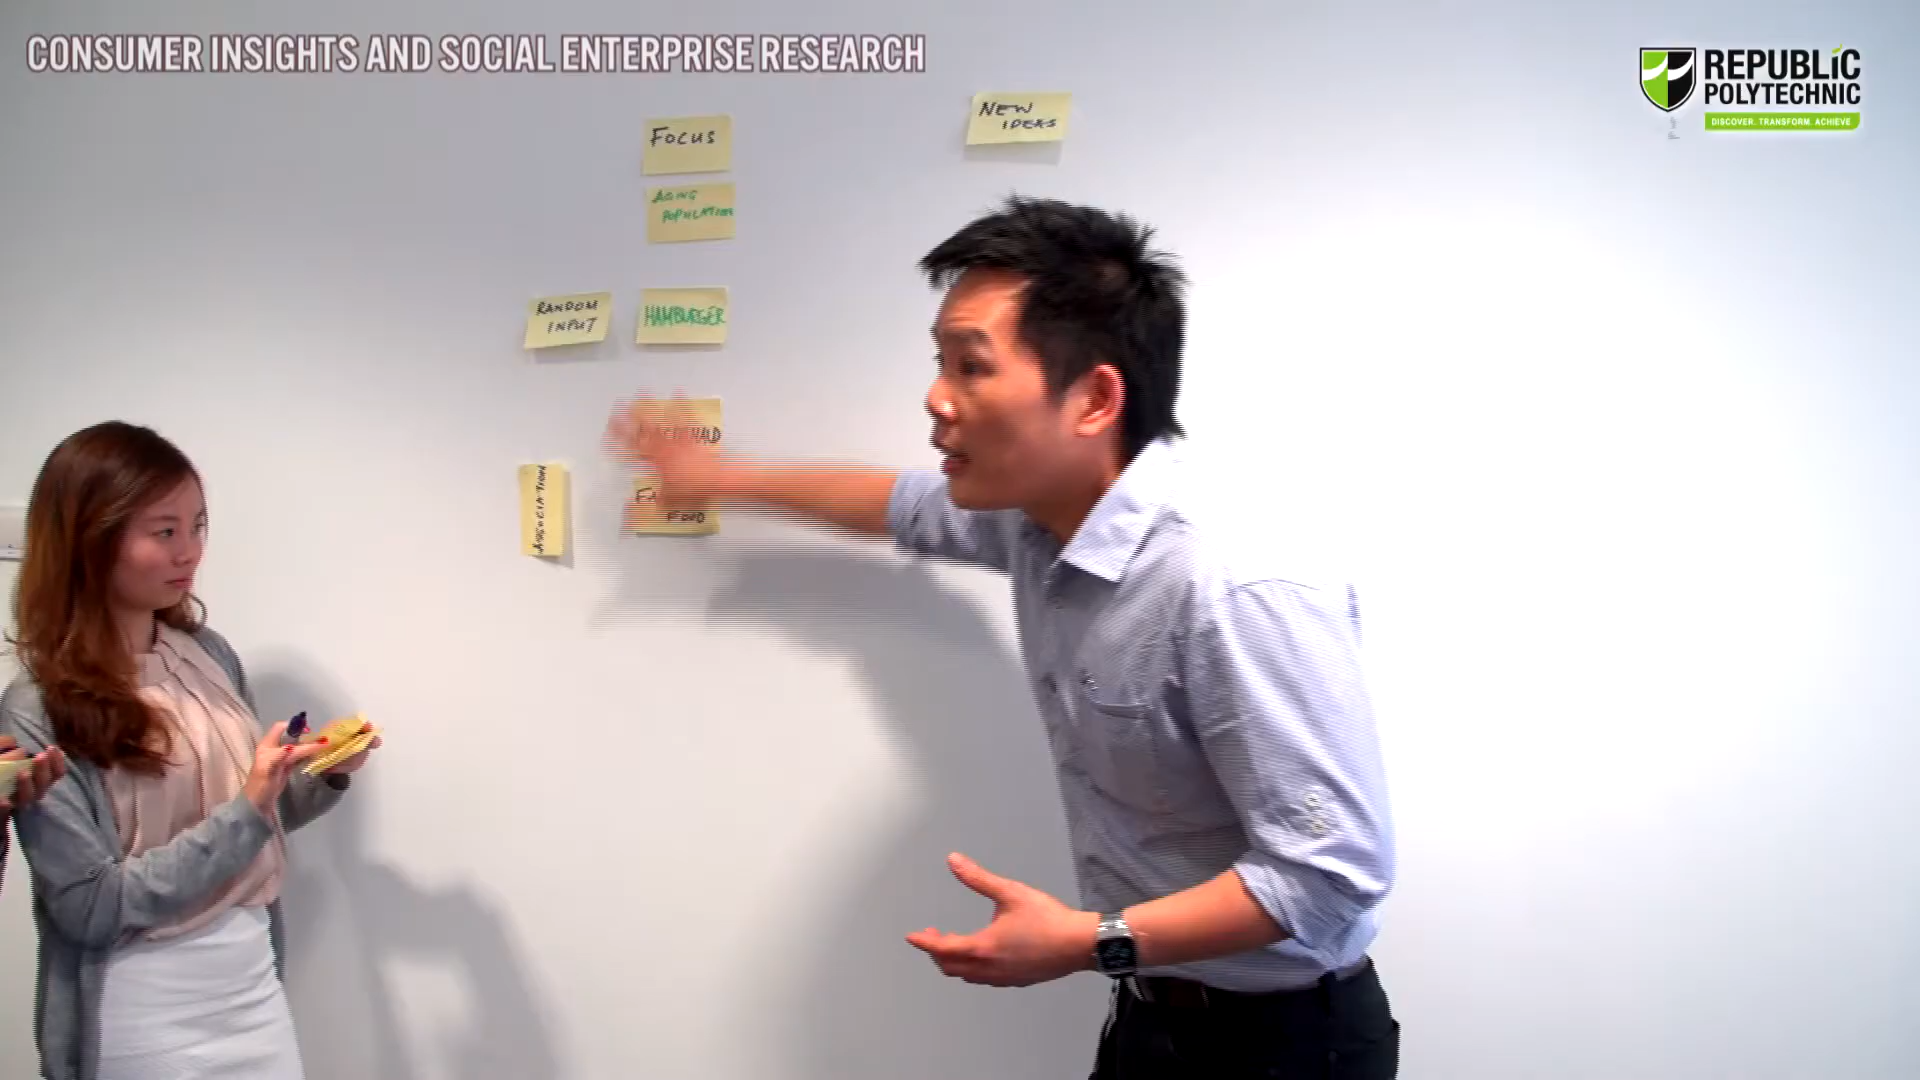 CONSUMER INSIGHTS AND SOCIAL ENTERPRISE RESEARCH
REPUBLIC
POLYTECHNIC
DISCOVER. TRANSFORM. ACHIEVE
NEW
IDEAS
FOCUS
AGING
POPULATION
RANDOM
INPUT
HAMBURGER
ASSOCIATION
FOOD